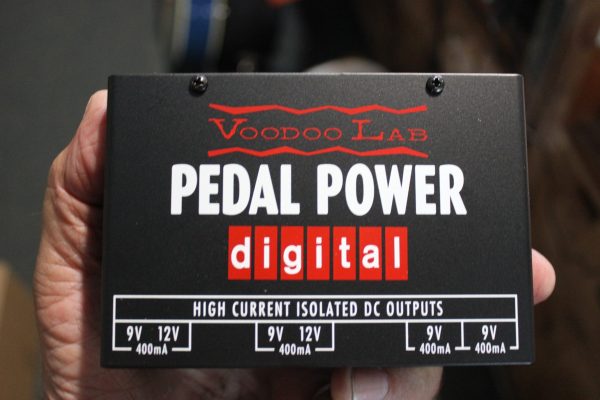 VOODOO LAB
PEDAL POWER
digital
HIGH CURRENT ISOLATED DC OUTPUTS
9V 12V 9V 12V 9V 9V
400mA 400mA 400mA 400mA